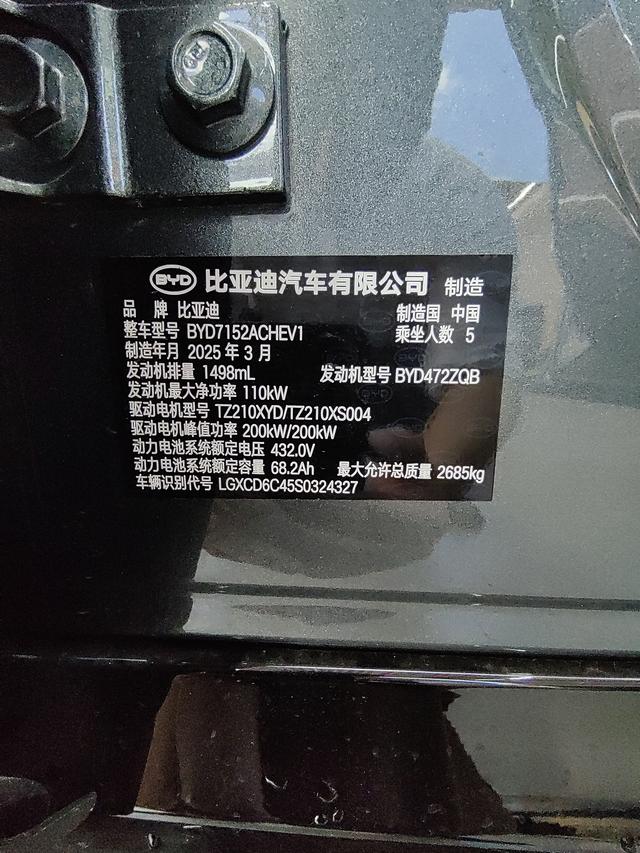 BYD 比亚迪汽车有限公司 制造
品 牌 比亚迪 制造国 中国
整车型号 BYD7152ACHEV1 乘坐人数 5
制造年月 2025 年 3 月
发动机排量 1498mL 发动机型号 BYD472ZQB
发动机最大净功率 110kW
驱动电机型号 TZ210XYD/TZ210XS004
驱动电机峰值功率 200kW/200kW
动力电池系统额定电压 432.0V
动力电池系统额定容量 68.2Ah 最大允许总质量 2685kg
车辆识别代号 LGXCD6C45S0324327